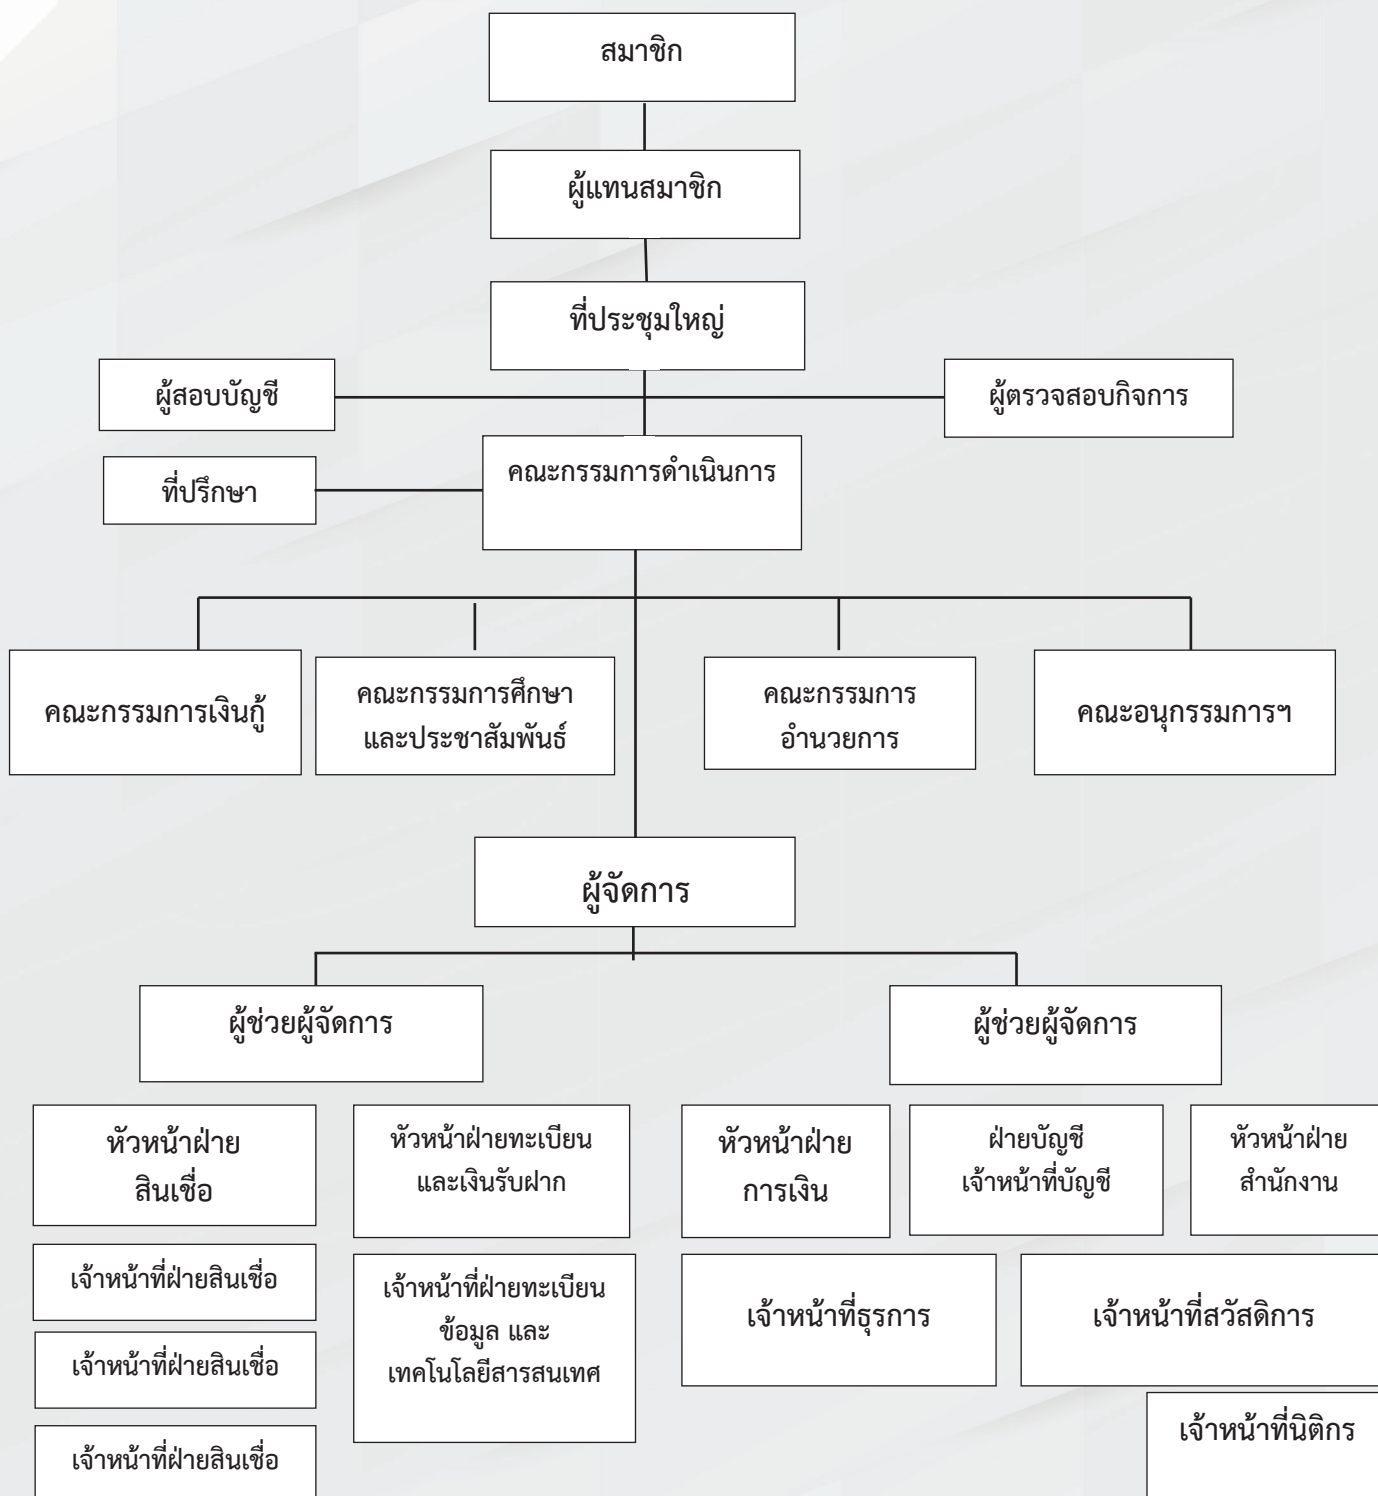 สมาชิก
ผู้แทนสมาชิก
ที่ประชุมใหญ่
ผู้สอบบัญชี
ผู้ตรวจสอบกิจการ
คณะกรรมการดำเนินการ
ที่ปรึกษา
คณะกรรมการเงินกู้
คณะกรรมการศึกษา
และประชาสัมพันธ์
คณะกรรมการ
อำนวยการ
คณะอนุกรรมการฯ
ผู้จัดการ
ผู้ช่วยผู้จัดการ
ผู้ช่วยผู้จัดการ
หัวหน้าฝ่าย
สินเชื่อ
หัวหน้าฝ่ายทะเบียน
และเงินรับฝาก
หัวหน้าฝ่าย
การเงิน
ฝ่ายบัญชี
เจ้าหน้าที่บัญชี
หัวหน้าฝ่าย
สำนักงาน
เจ้าหน้าที่ฝ่ายสินเชื่อ
เจ้าหน้าที่ฝ่ายสินเชื่อ
เจ้าหน้าที่ฝ่ายสินเชื่อ
เจ้าหน้าที่ฝ่ายทะเบียน
ข้อมูล และ
เทคโนโลยีสารสนเทศ
เจ้าหน้าที่ธุรการ
เจ้าหน้าที่สวัสดิการ
เจ้าหน้าที่นิติกร